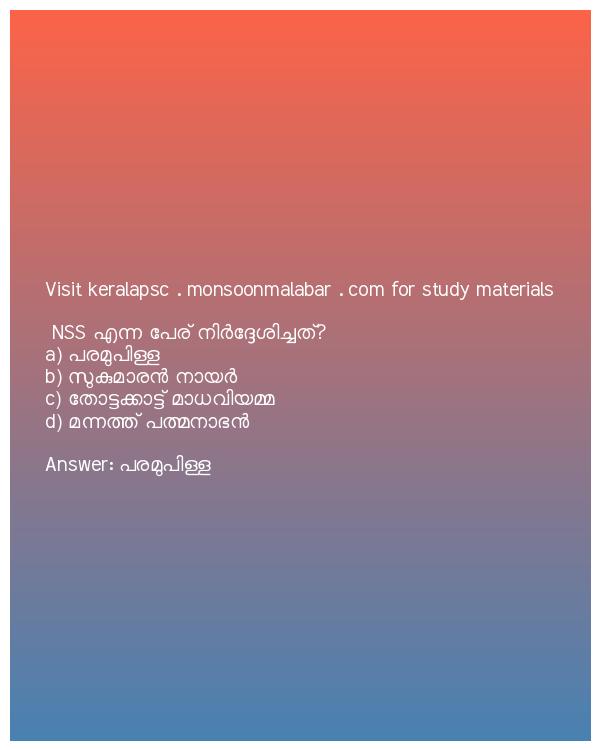 Visit keralapsc . monsoonmalabar . com for study materials
NSS എന്ന പേര് നിർദ്ദേശിച്ചത്?
a) പരമുപിള്ള
b) സുകുമാരൻ നായർ
c) തോട്ടക്കാട്ട് മാധവിയമ്മ
d) മന്നത്ത് പത്മനാഭൻ
Answer: പരമുപിള്ള